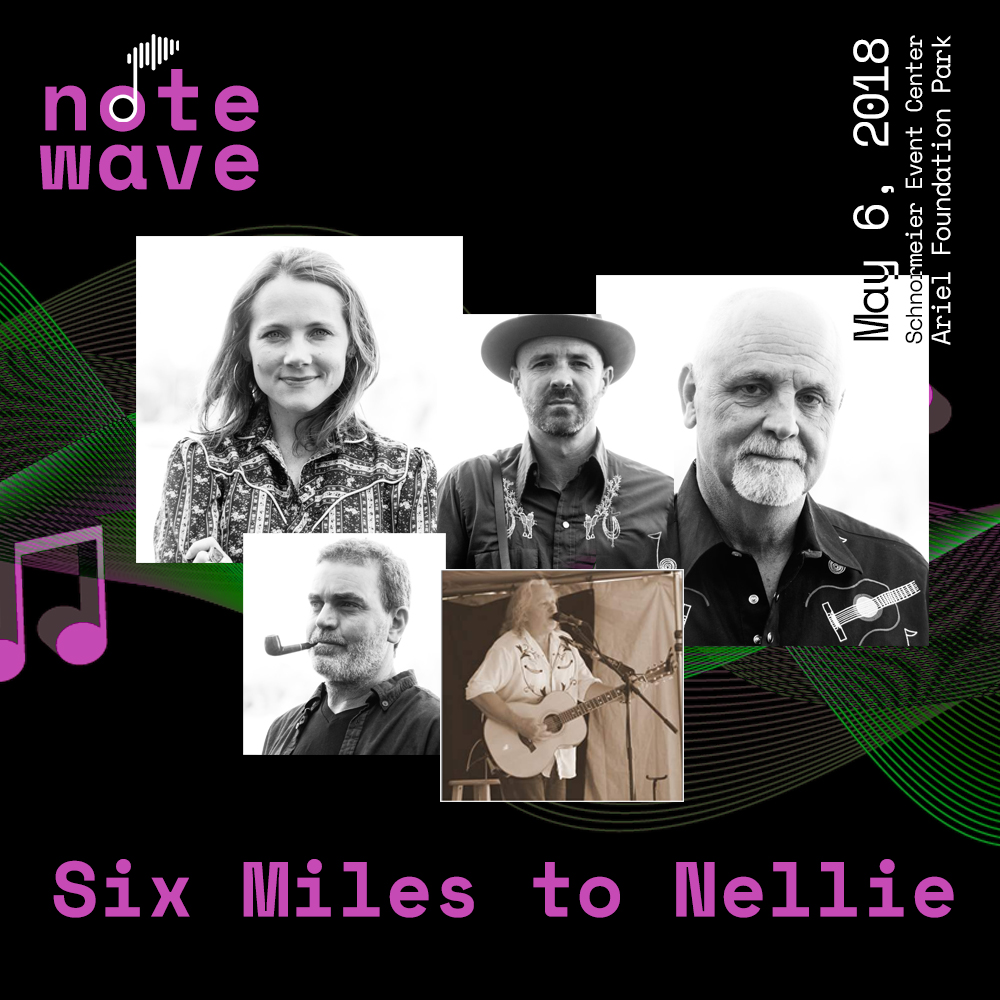 note
wave
May 6, 2018
Schnormeier Event Center
Ariel Foundation Park
Six Miles to Nellie